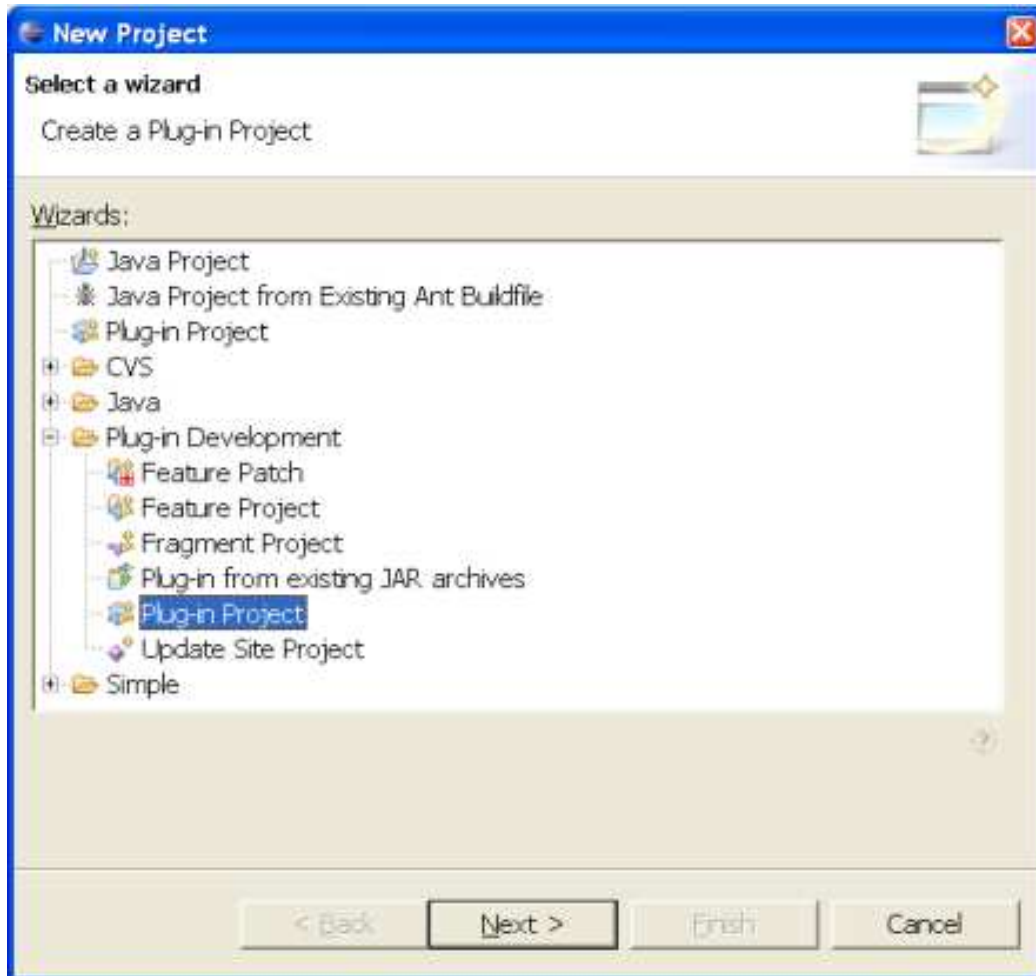 New Project
Select a wizard
Create a Plug-in Project
Wizards:
Java Project
Java Project from Existing Ant Buildfile
Plug-in Project
CVS
Java
Plug-in Development
Feature Patch
Feature Project
Fragment Project
Plug-in from existing JAR archives
Plug-in Project
Update Site Project
Simple
< Back
Next >
Finish
Cancel